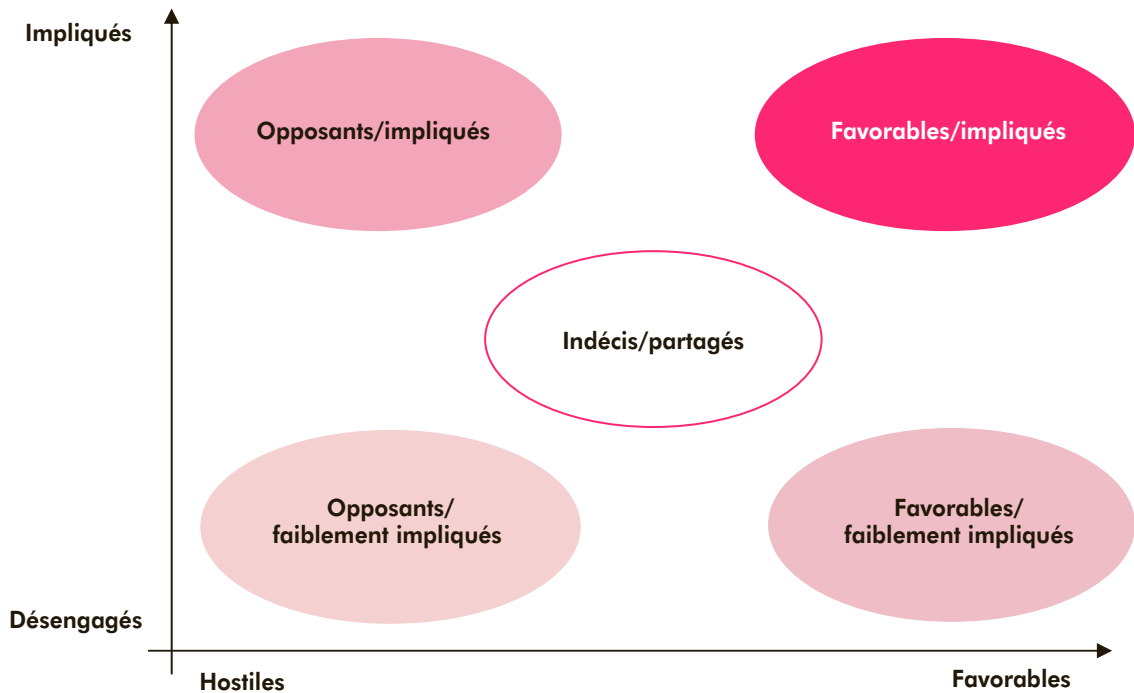 Impliqués
Opposants/impliqués
Favorables/impliqués
Indécis/partagés
Opposants/
faiblement impliqués
Favorables/
faiblement impliqués
Désengagés
Hostiles
Favorables